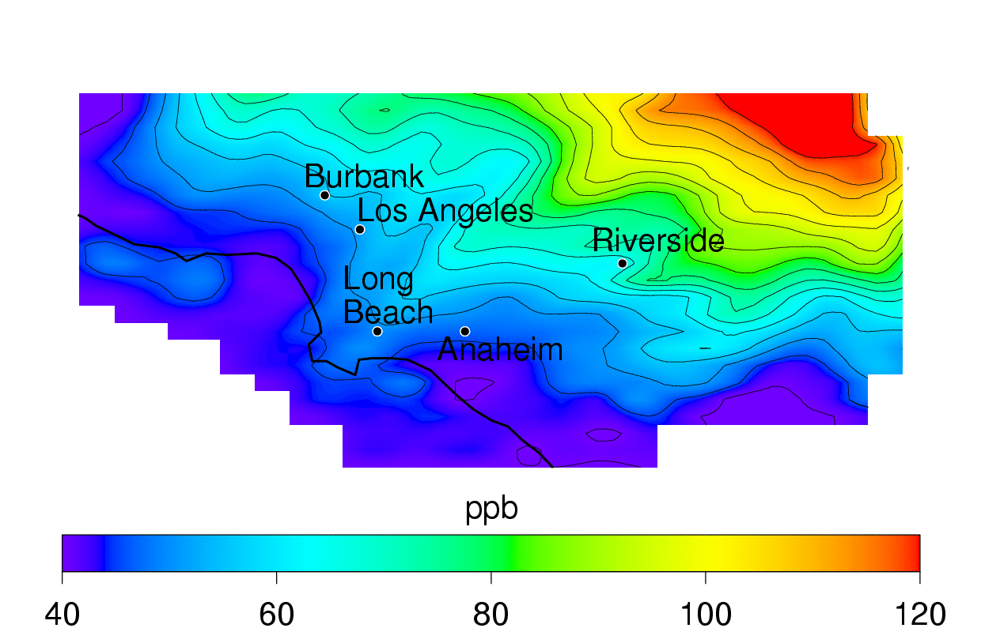 Burbank
Los Angeles
Riverside
Long
Beach
Anaheim
ppb
40 60 80 100 120